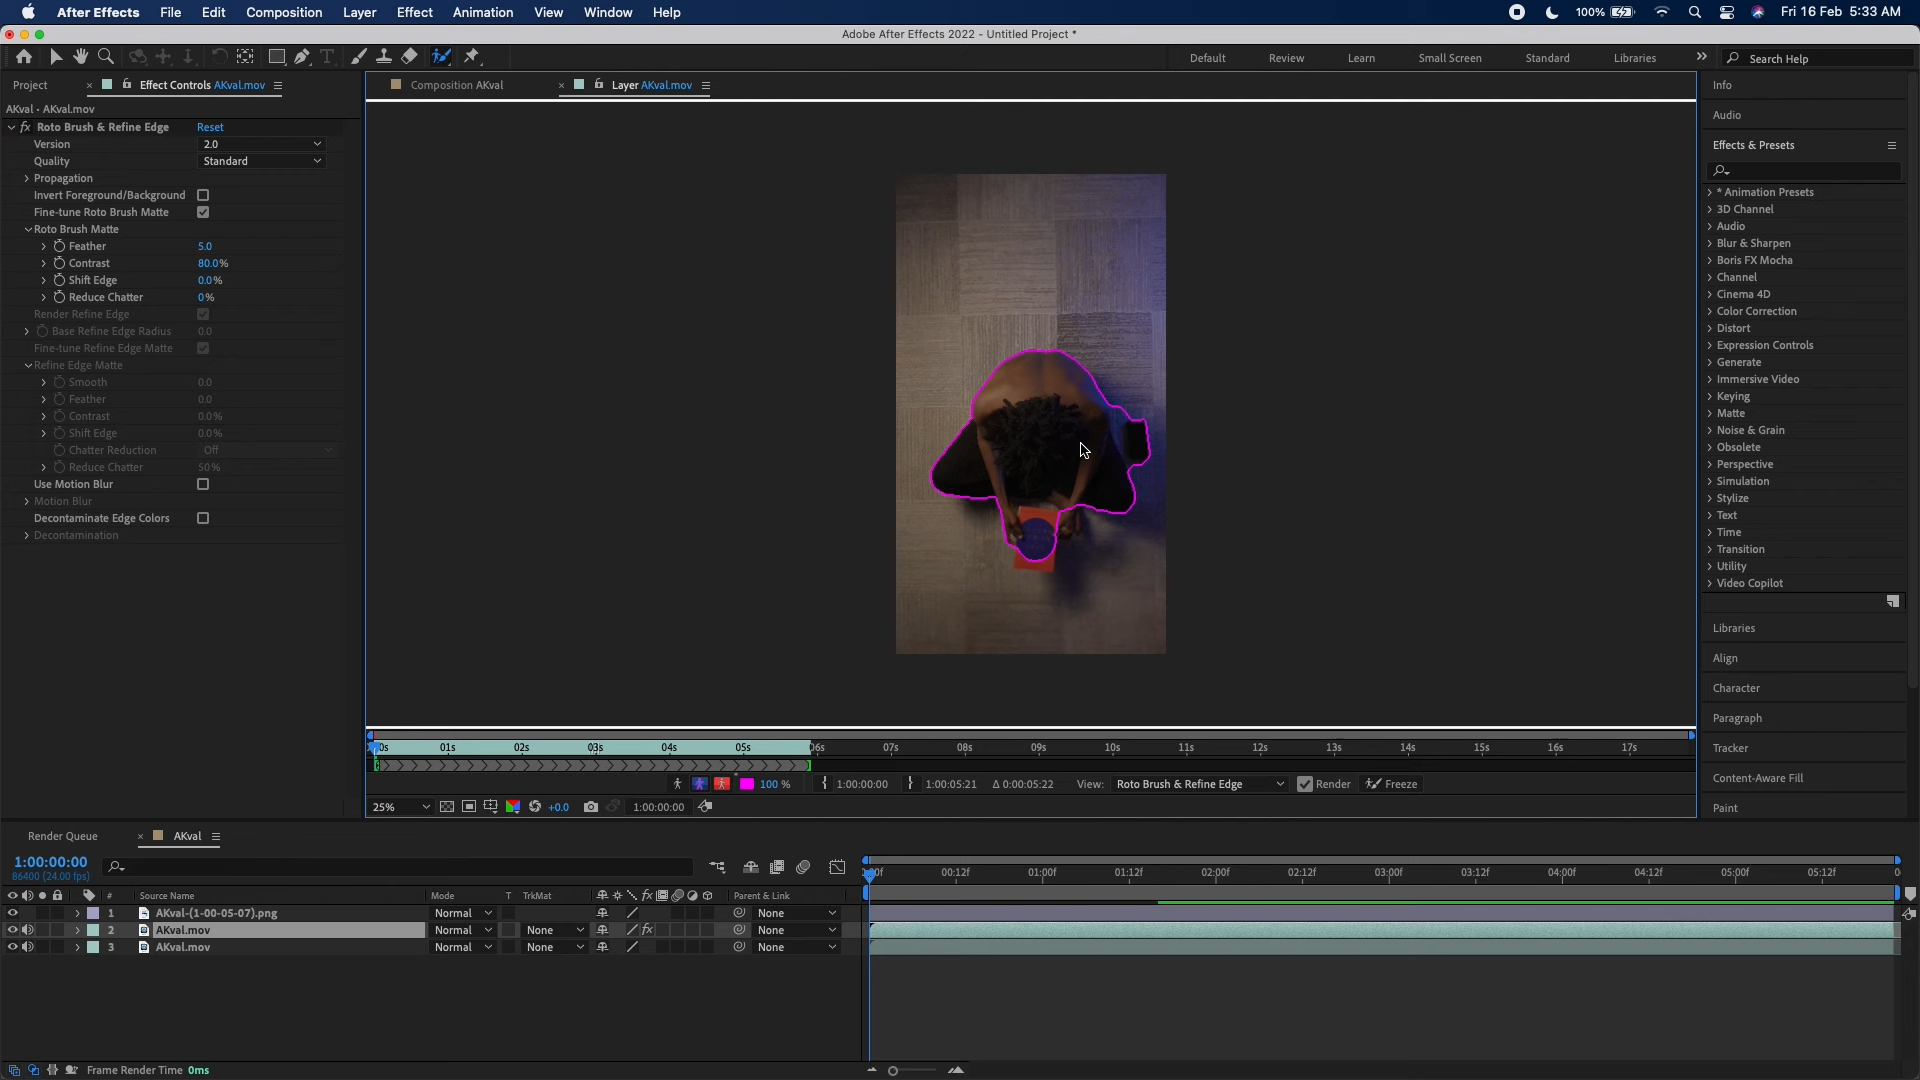 After Effects File Edit Composition Layer Effect Animation View Window Help 100% Fri 16 Feb 5:33 AM
Adobe After Effects 2022 - Untitled Project *
Default Review Learn Small Screen Standard Libraries Search Help
Project Effect Controls AKval.mov
Composition AKval Layer AKval.mov
AKval • AKval.mov
Roto Brush & Refine Edge Reset
Version 2.0
Quality Standard
Propagation
Invert Foreground/Background
Fine-tune Roto Brush Matte
Roto Brush Matte
Feather 5.0
Contrast 80.0%
Shift Edge 0.0%
Reduce Chatter 0%
Render Refine Edge
Base Refine Edge Radius 0.0
Fine-tune Refine Edge Matte
Refine Edge Matte
Smooth 0.0
Feather 0.0
Contrast 0.0%
Shift Edge 0.0%
Chatter Reduction Off
Reduce Chatter 50%
Use Motion Blur
Motion Blur
Decontaminate Edge Colors
Decontamination
Info
Audio
Effects & Presets
* Animation Presets
3D Channel
Audio
Blur & Sharpen
Boris FX Mocha
Channel
Cinema 4D
Color Correction
Distort
Expression Controls
Generate
Immersive Video
Keying
Matte
Noise & Grain
Obsolete
Perspective
Simulation
Stylize
Text
Time
Transition
Utility
Video Copilot
Libraries
Align
Character
Paragraph
Tracker
Content-Aware Fill
Paint
0s 01s 02s 03s 04s 05s 06s 07s 08s 09s 10s 11s 12s 13s 14s 15s 16s 17s
100 % 1:00:00:00 1:00:05:21 Δ 0:00:05:22 View: Roto Brush & Refine Edge Render Freeze
25% +0.0 1:00:00:00
Render Queue AKval
1:00:00:00
86400 (24.00 fps)
00:12f 01:00f 01:12f 02:00f 02:12f 03:00f 03:12f 04:00f 04:12f 05:00f 05:12f
# Source Name Mode T TrkMat fx Parent & Link
1 AKval-(1-00-05-07).png Normal None
2 AKval.mov Normal None fx None
3 AKval.mov Normal None None
Frame Render Time 0ms